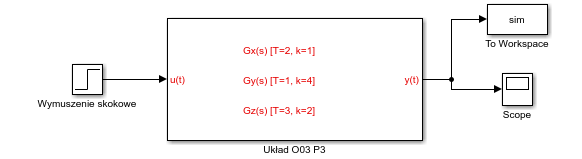 sim
To Workspace
Gx(s) [T=2, k=1]
Gy(s) [T=1, k=4]
Gz(s) [T=3, k=2]
u(t)
y(t)
Wymuszenie skokowe
Scope
Układ O03 P3